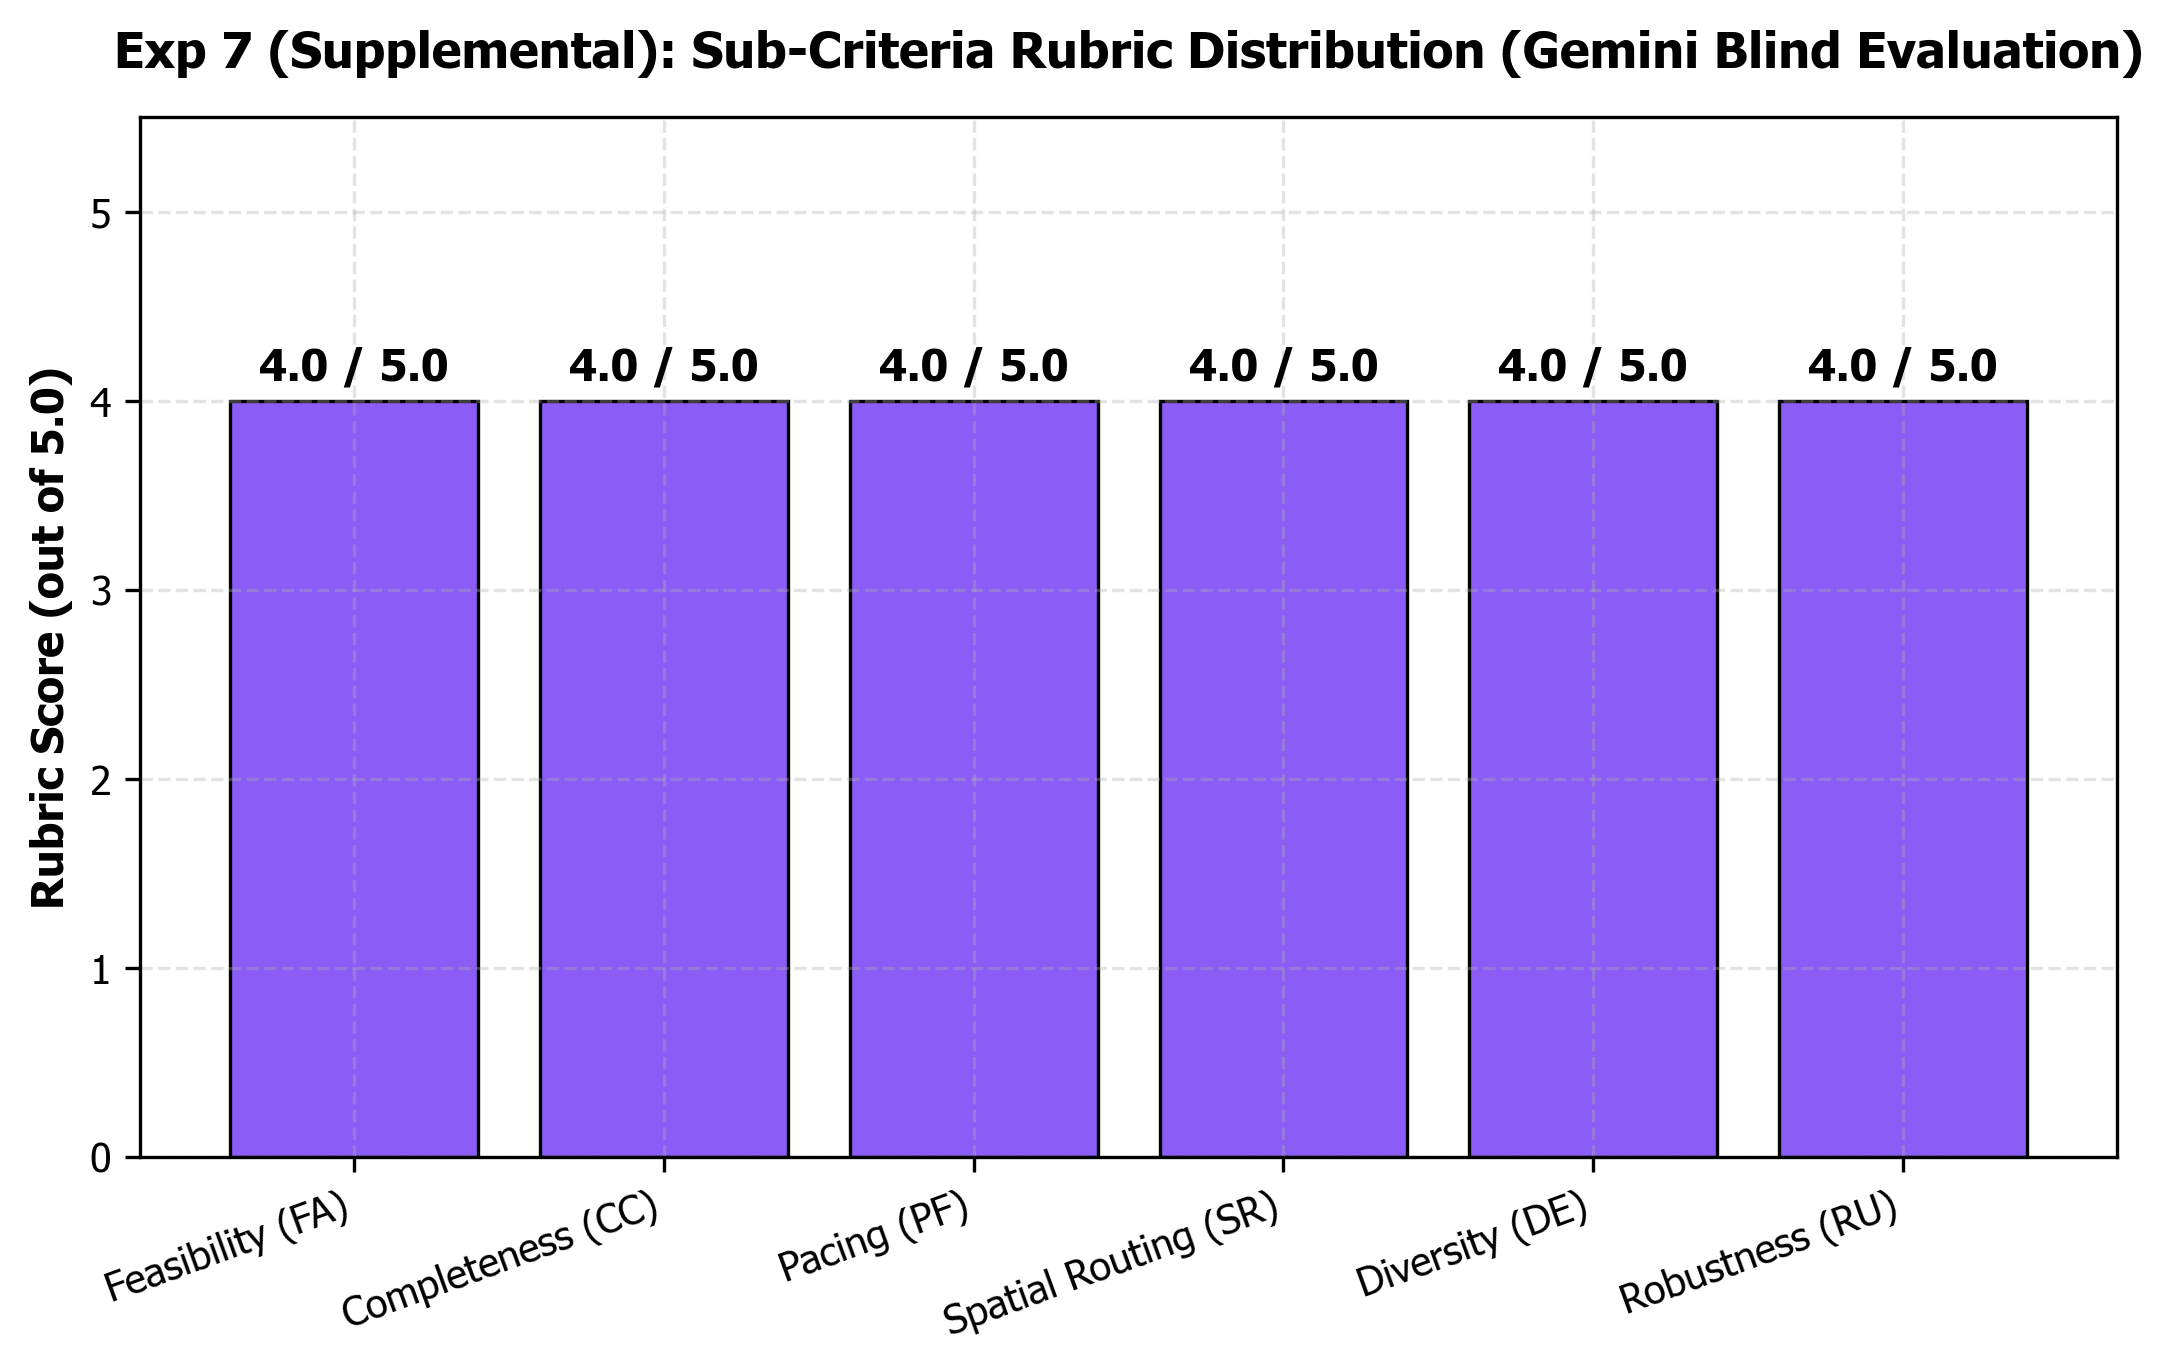 Exp 7 (Supplemental): Sub-Criteria Rubric Distribution (Gemini Blind Evaluation)
Rubric Score (out of 5.0)
5
4
3
2
1
0
4.0 / 5.0
4.0 / 5.0
4.0 / 5.0
4.0 / 5.0
4.0 / 5.0
4.0 / 5.0
Feasibility (FA)
Completeness (CC)
Pacing (PF)
Spatial Routing (SR)
Diversity (DE)
Robustness (RU)